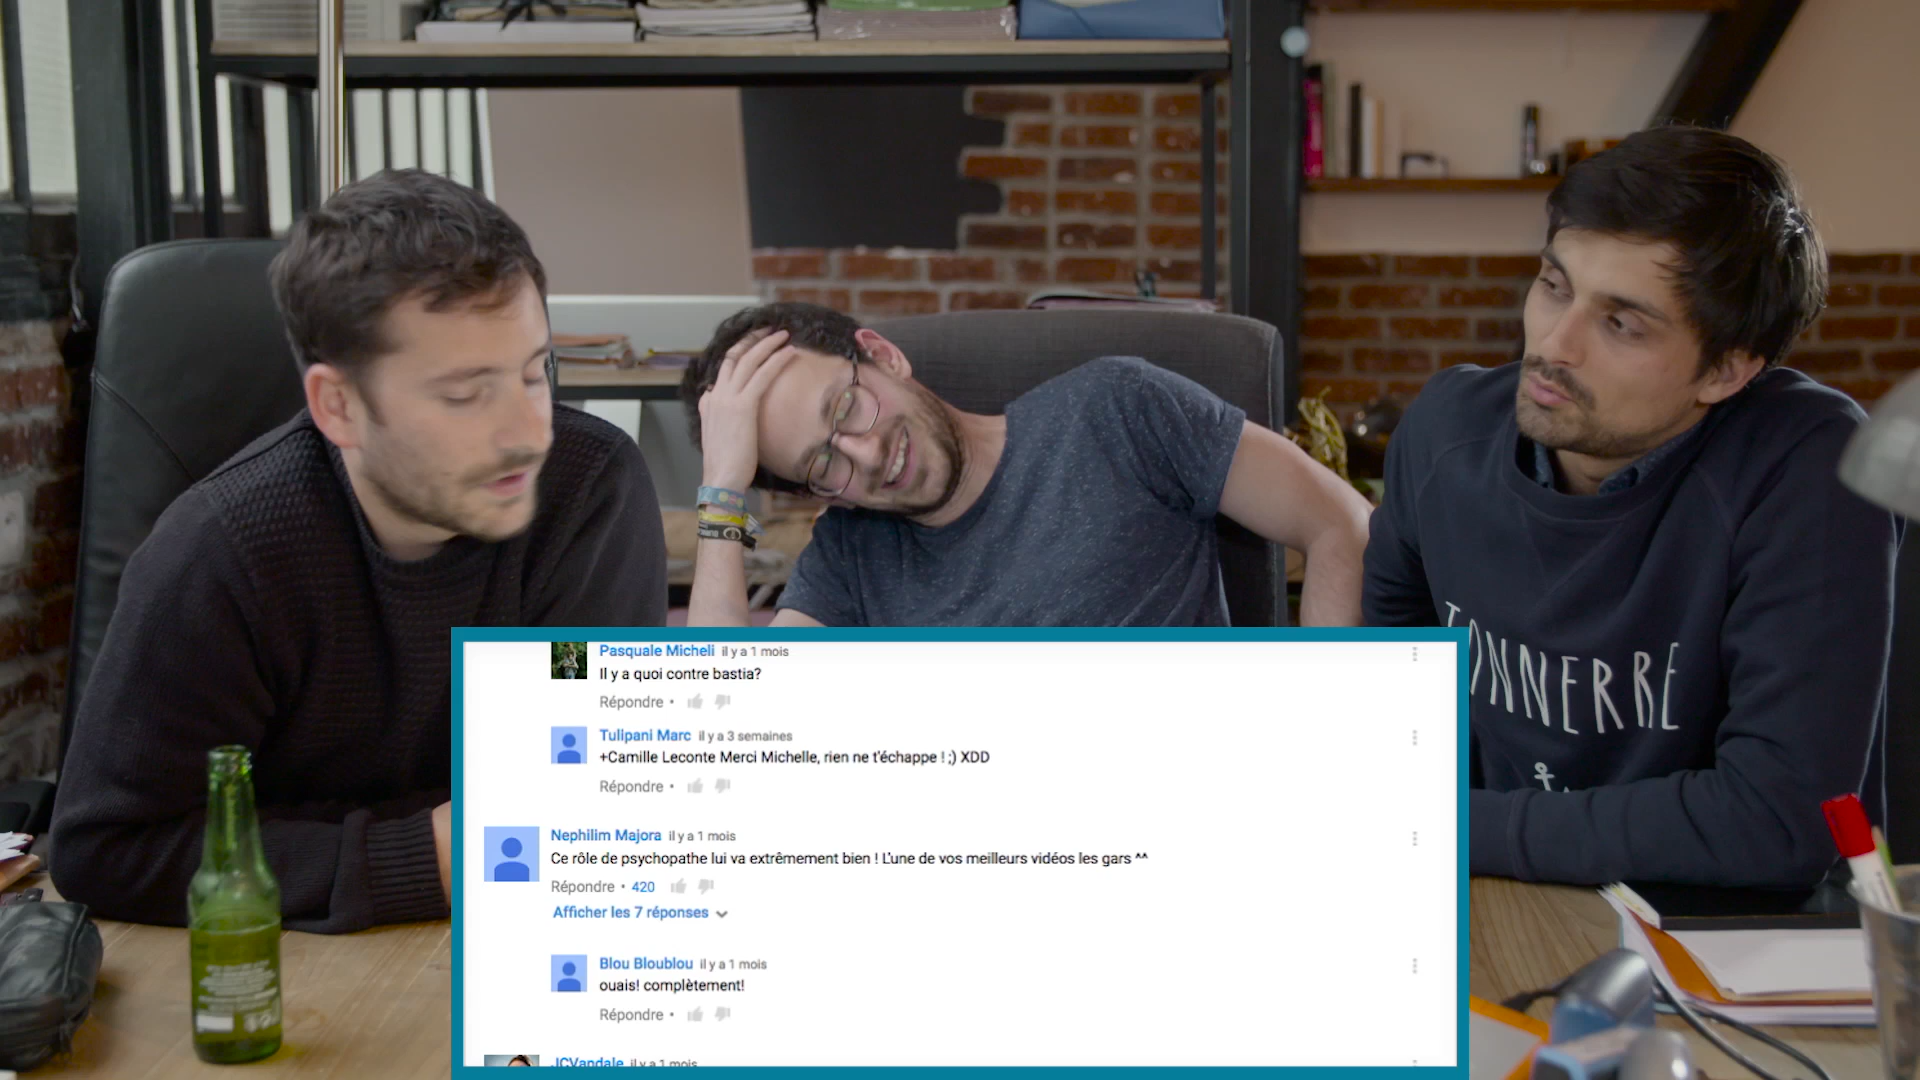 TONNERRE
Pasquale Micheli il y a 1 mois
Il y a quoi contre bastia?
Répondre •
Tulipani Marc il y a 3 semaines
+Camille Leconte Merci Michelle, rien ne t'échappe ! ;) XDD
Répondre •
Nephilim Majora il y a 1 mois
Ce rôle de psychopathe lui va extrêmement bien ! L'une de vos meilleurs vidéos les gars ^^
Répondre • 420
Afficher les 7 réponses
Blou Bloublou il y a 1 mois
ouais! complètement!
Répondre •
JCVandale il y a 1 mois